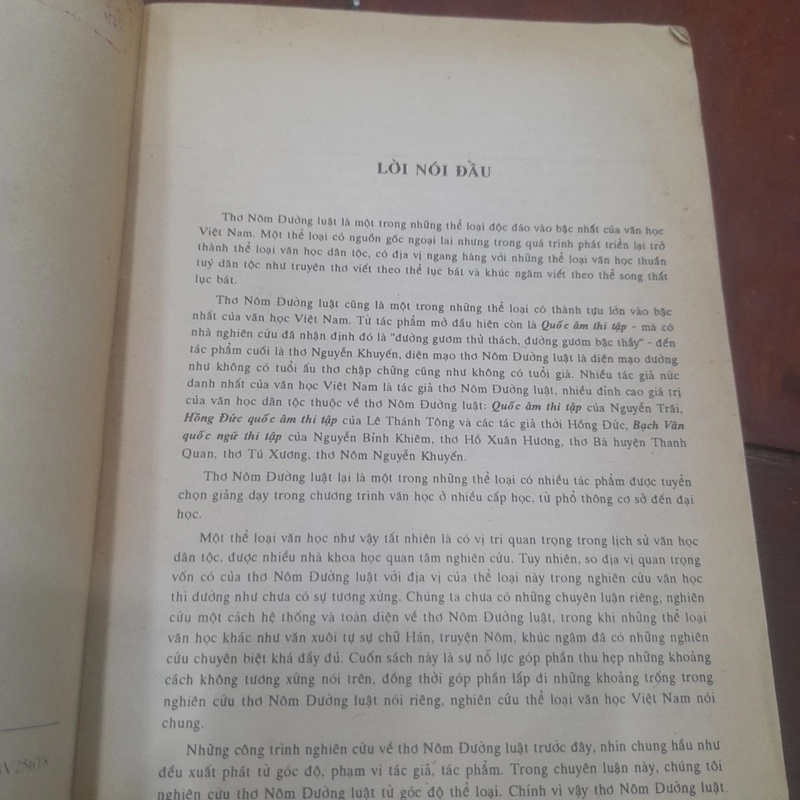 LỜI NÓI ĐẦU
Thơ Nôm Đường luật là một trong những thể loại độc đáo vào bậc nhất của văn học
Việt Nam. Một thể loại có nguồn gốc ngoại lai nhưng trong quá trình phát triển lại trở
thành thể loại văn học dân tộc, có địa vị ngang hàng với những thể loại văn học thuần
tuý dân tộc như truyện thơ viết theo thể lục bát và khúc ngâm viết theo thể song thất
lục bát.
Thơ Nôm Đường luật cũng là một trong những thể loại có thành tựu lớn vào bậc
nhất của văn học Việt Nam. Từ tác phẩm mở đầu hiện còn là Quốc âm thi tập - mà có
nhà nghiên cứu đã nhận định đó là "đường gươm thử thách, đường gươm bậc thầy" - đến
tác phẩm cuối là thơ Nguyễn Khuyến, diện mạo thơ Nôm Đường luật là diện mạo dường
như không có tuổi ấu thơ chập chững cũng như không có tuổi già. Nhiều tác giả nức
danh nhất của văn học Việt Nam là tác giả thơ Nôm Đường luật, nhiều đỉnh cao giá trị
của văn học dân tộc thuộc về thơ Nôm Đường luật: Quốc âm thi tập của Nguyễn Trãi,
Hồng Đức quốc âm thi tập của Lê Thánh Tông và các tác giả thời Hồng Đức, Bạch Vân
quốc ngữ thi tập của Nguyễn Bỉnh Khiêm, thơ Hồ Xuân Hương, thơ Bà huyện Thanh
Quan, thơ Tú Xương, thơ Nôm Nguyễn Khuyến.
Thơ Nôm Đường luật lại là một trong những thể loại có nhiều tác phẩm được tuyển
chọn giảng dạy trong chương trình văn học ở nhiều cấp học, từ phổ thông cơ sở đến đại
học.
Một thể loại văn học như vậy tất nhiên là có vị trí quan trọng trong lịch sử văn học
dân tộc, được nhiều nhà khoa học quan tâm nghiên cứu. Tuy nhiên, so địa vị quan trọng
vốn có của thơ Nôm Đường luật với địa vị của thể loại này trong nghiên cứu văn học
thì dường như chưa có sự tương xứng. Chúng ta chưa có những chuyên luận riêng, nghiên
cứu một cách hệ thống và toàn diện về thơ Nôm Đường luật, trong khi những thể loại
văn học khác như văn xuôi tự sự chữ Hán, truyện Nôm, khúc ngâm đã có những nghiên
cứu chuyên biệt khá đầy đủ. Cuốn sách này là sự nỗ lực góp phần thu hẹp những khoảng
cách không tương xứng nói trên, đồng thời góp phần lấp đi những khoảng trống trong
nghiên cứu thơ Nôm Đường luật nói riêng, nghiên cứu thể loại văn học Việt Nam nói
chung.
Những công trình nghiên cứu về thơ Nôm Đường luật trước đây, nhìn chung hầu như
đều xuất phát từ góc độ, phạm vi tác giả, tác phẩm. Trong chuyên luận này, chúng tôi
nghiên cứu thơ Nôm Đường luật từ góc độ thể loại. Chính vì vậy thơ Nôm Đường luật.